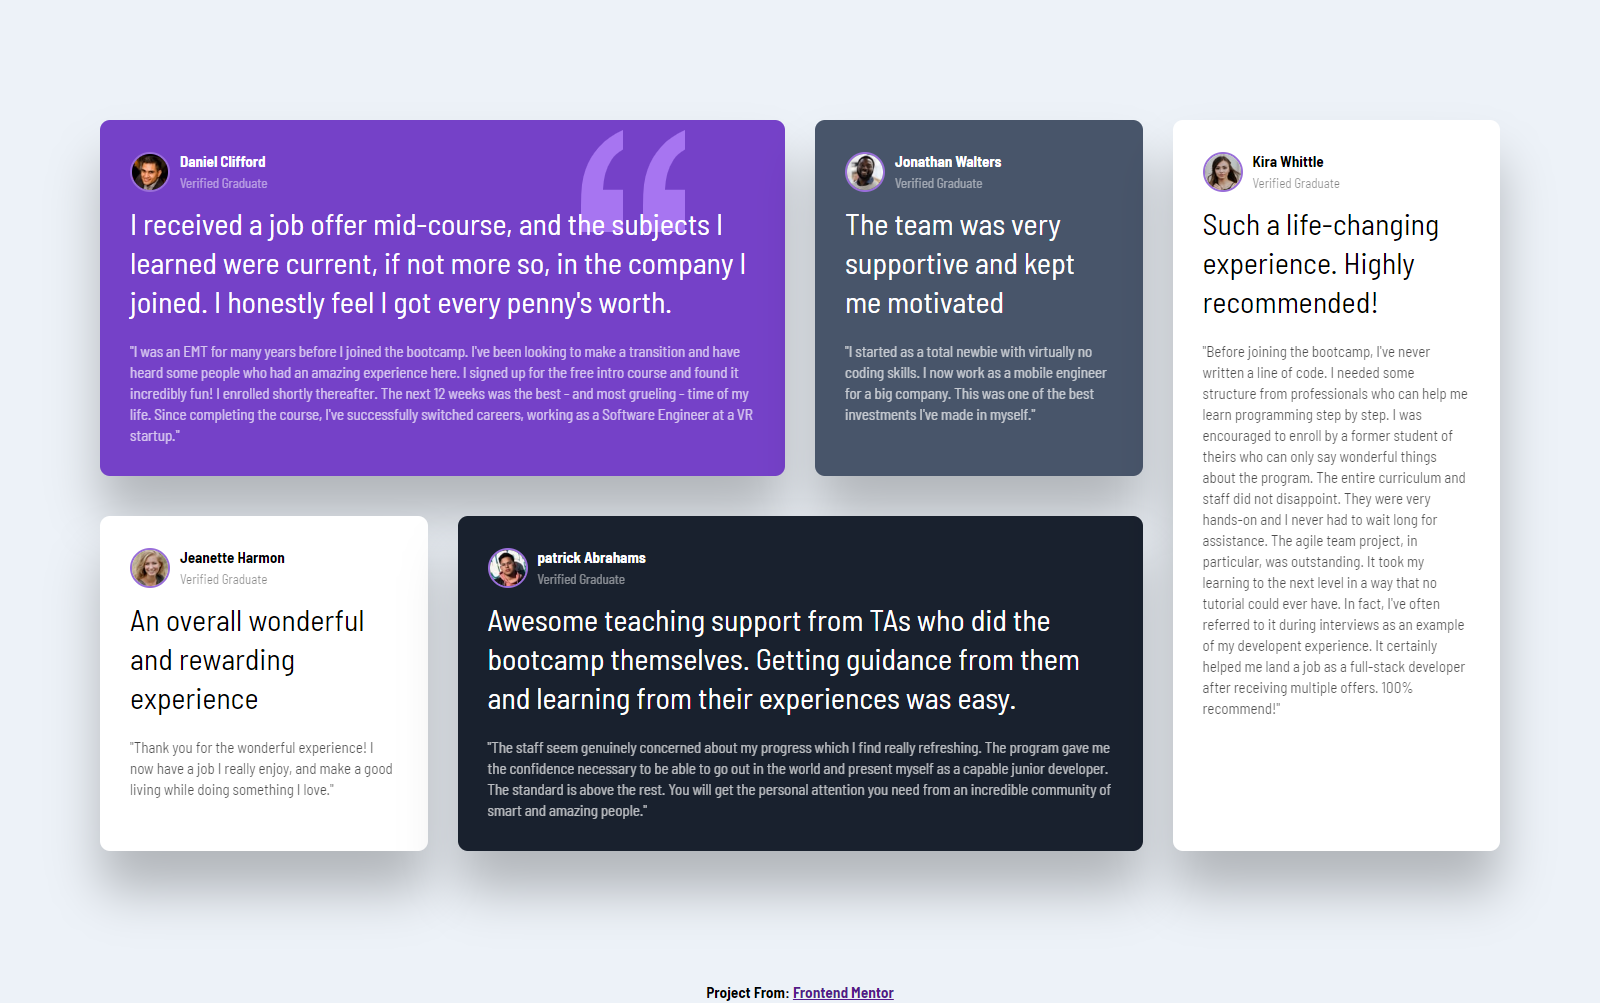 Daniel Clifford
Verified Graduate
I received a job offer mid-course, and the subjects I
learned were current, if not more so, in the company I
joined. I honestly feel I got every penny's worth.
"I was an EMT for many years before I joined the bootcamp. I've been looking to make a transition and have
heard some people who had an amazing experience here. I signed up for the free intro course and found it
incredibly fun! I enrolled shortly thereafter. The next 12 weeks was the best - and most grueling - time of my
life. Since completing the course, I've successfully switched careers, working as a Software Engineer at a VR
startup."
Jonathan Walters
Verified Graduate
The team was very
supportive and kept
me motivated
"I started as a total newbie with virtually no
coding skills. I now work as a mobile engineer
for a big company. This was one of the best
investments I've made in myself."
Kira Whittle
Verified Graduate
Such a life-changing
experience. Highly
recommended!
"Before joining the bootcamp, I've never
written a line of code. I needed some
structure from professionals who can help me
learn programming step by step. I was
encouraged to enroll by a former student of
theirs who can only say wonderful things
about the program. The entire curriculum and
staff did not disappoint. They were very
hands-on and I never had to wait long for
assistance. The agile team project, in
particular, was outstanding. It took my
learning to the next level in a way that no
tutorial could ever have. In fact, I've often
referred to it during interviews as an example
of my developent experience. It certainly
helped me land a job as a full-stack developer
after receiving multiple offers. 100%
recommend!"
Jeanette Harmon
Verified Graduate
An overall wonderful
and rewarding
experience
"Thank you for the wonderful experience! I
now have a job I really enjoy, and make a good
living while doing something I love."
patrick Abrahams
Verified Graduate
Awesome teaching support from TAs who did the
bootcamp themselves. Getting guidance from them
and learning from their experiences was easy.
"The staff seem genuinely concerned about my progress which I find really refreshing. The program gave me
the confidence necessary to be able to go out in the world and present myself as a capable junior developer.
The standard is above the rest. You will get the personal attention you need from an incredible community of
smart and amazing people."
Project From: Frontend Mentor